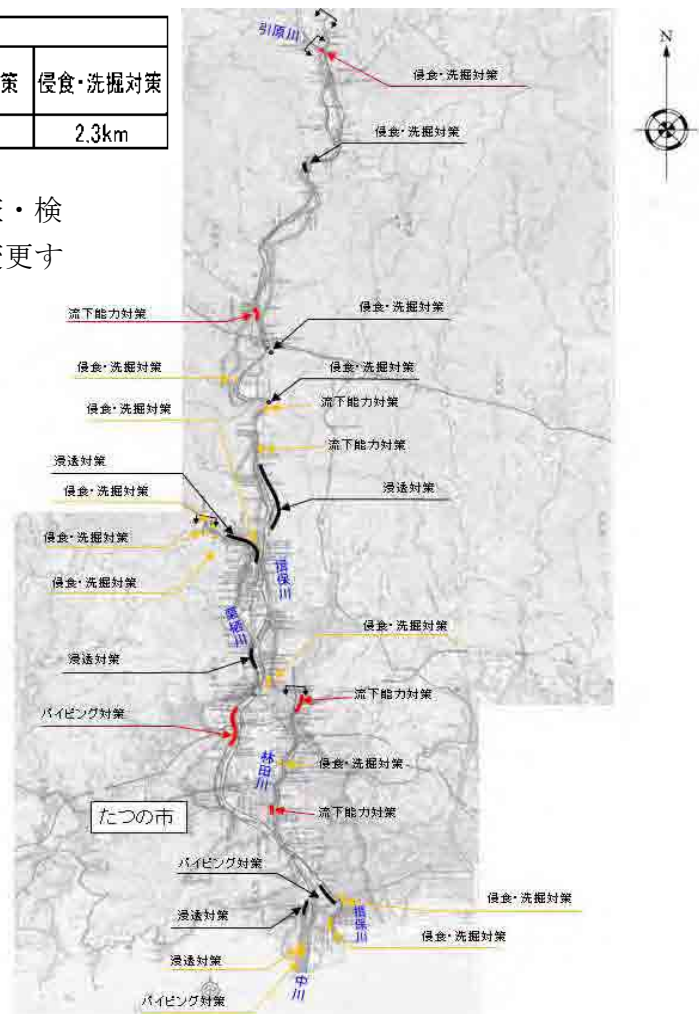 策
侵食・洗掘対策
2.3km
・検
更す
N
引原川
侵食・洗掘対策
侵食・洗掘対策
流下能力対策
侵食・洗掘対策
侵食・洗掘対策
侵食・洗掘対策
侵食・洗掘対策
流下能力対策
流下能力対策
浸透対策
侵食・洗掘対策
浸透対策
侵食・洗掘対策
侵食・洗掘対策
揖保川
栗栖川
侵食・洗掘対策
浸透対策
流下能力対策
パイピング対策
林田川
侵食・洗掘対策
たつの市
流下能力対策
パイピング対策
侵食・洗掘対策
浸透対策
揖保川
侵食・洗掘対策
浸透対策
中川
パイピング対策